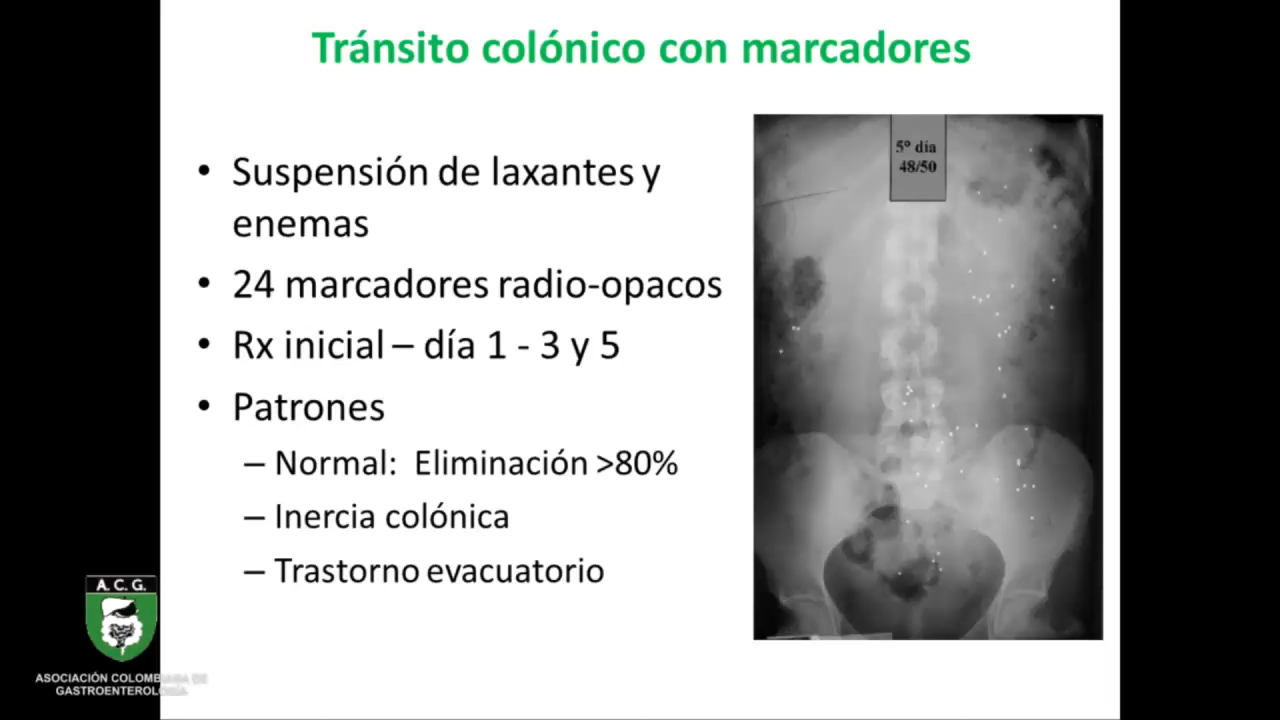 Tránsito colónico con marcadores
• Suspensión de laxantes y
enemas
• 24 marcadores radio-opacos
• Rx inicial – día 1 - 3 y 5
• Patrones
– Normal: Eliminación >80%
– Inercia colónica
– Trastorno evacuatorio
5º día
48/50
A. C. G.
ASOCIACIÓN COLOMBIANA DE
GASTROENTEROLOGÍA